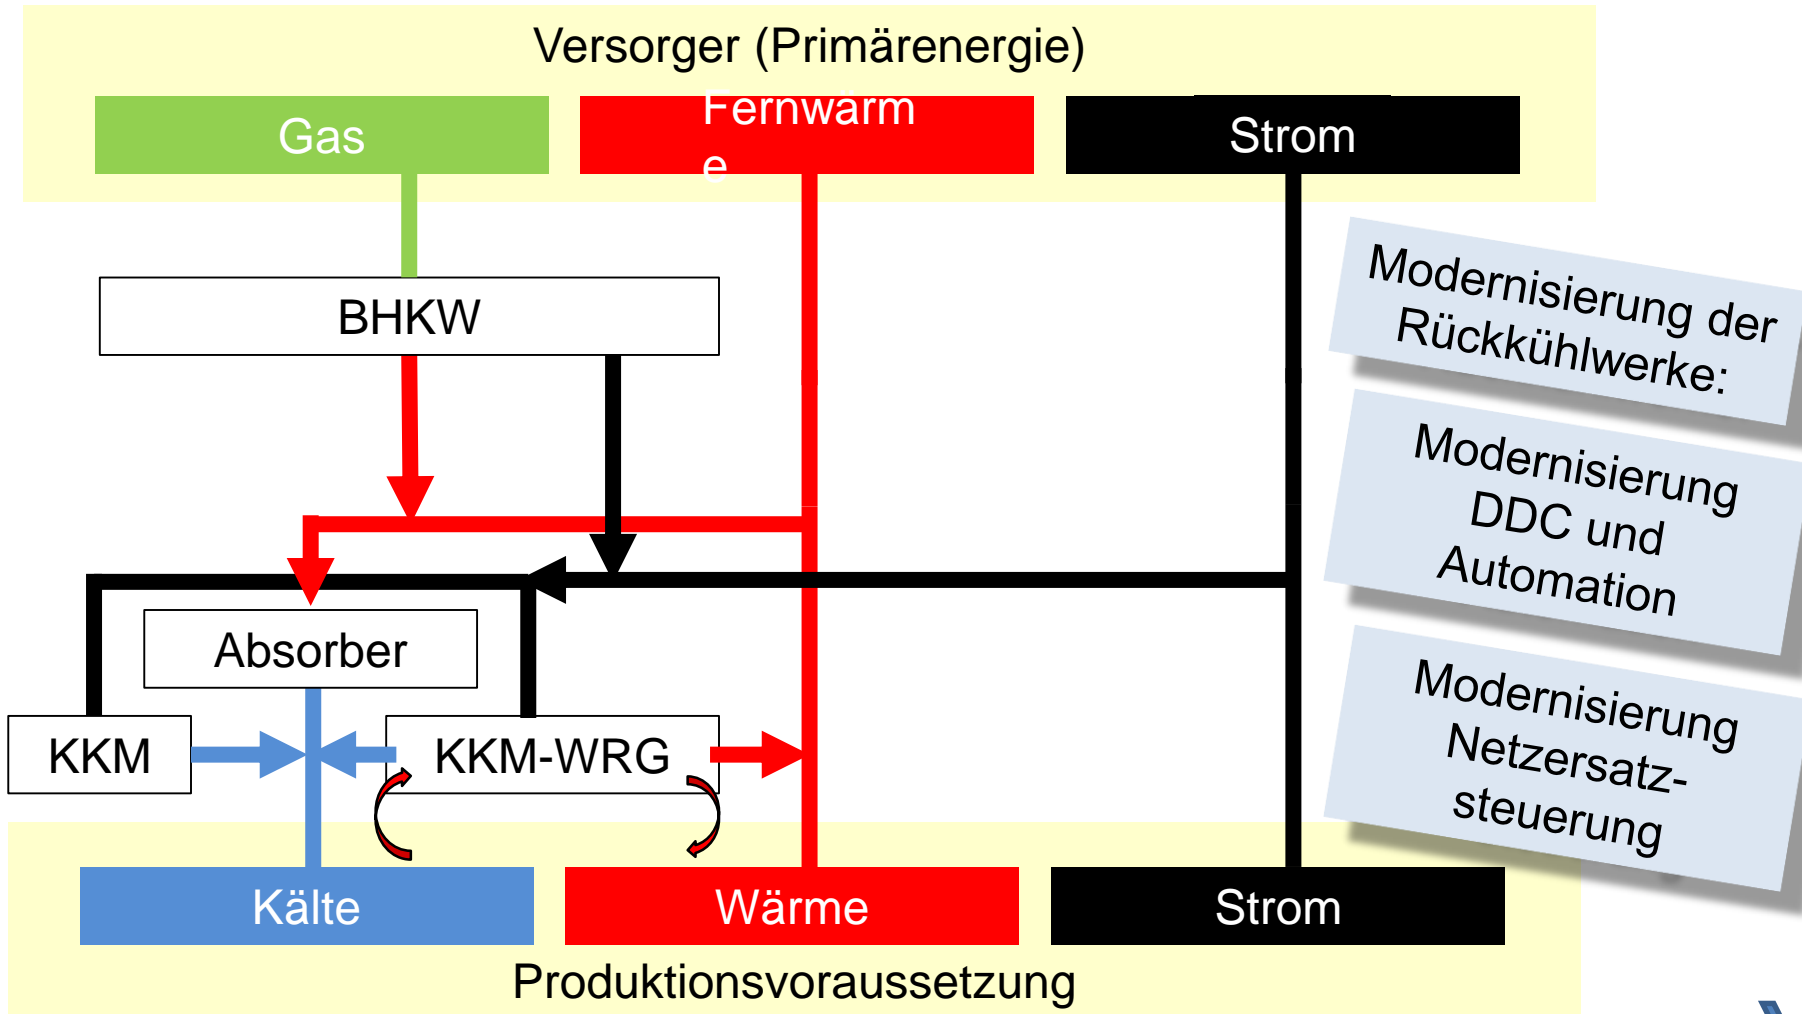 Versorger (Primärenergie)
Gas
Fernwärm
e
Strom
BHKW
Modernisierung der
Rückkühlwerke:
Modernisierung
DDC und
Automation
Absorber
Modernisierung
Netzersatz-
steuerung
KKM
KKM-WRG
Kälte
Wärme
Strom
Produktionsvoraussetzung